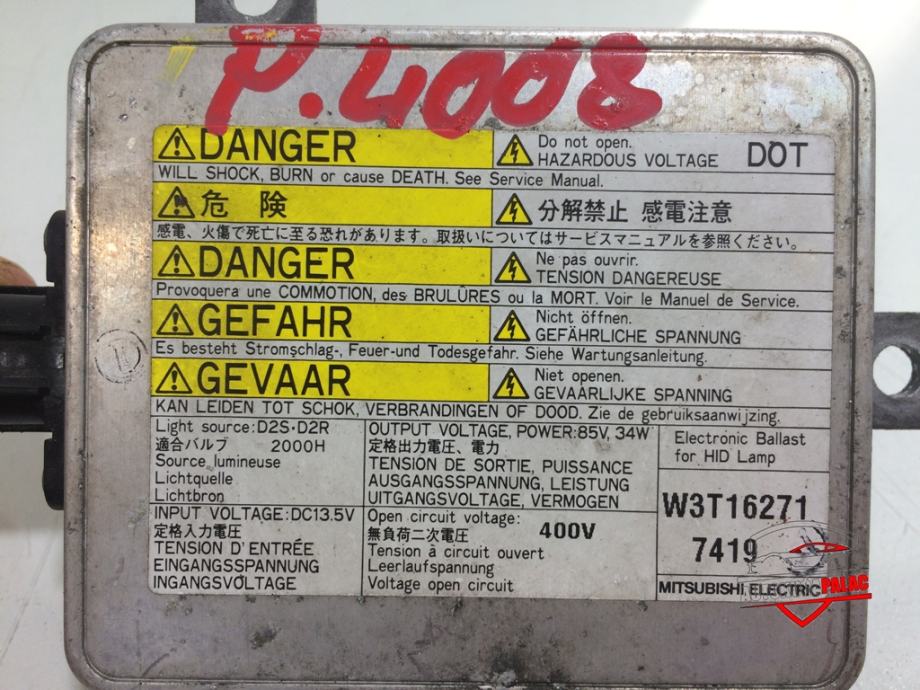 P.4008
DANGER Do not open. HAZARDOUS VOLTAGE DOT
WILL SHOCK, BURN or cause DEATH. See Service Manual.
危 険 分解禁止 感電注意
感電、火傷で死亡に至る恐れがあります。取扱いについてはサービスマニュアルを参照ください。
DANGER Ne pas ouvrir. TENSION DANGEREUSE
Provoquera une COMMOTION, des BRULÛRES ou la MORT. Voir le Manuel de Service.
GEFAHR Nicht öffnen. GEFÄHRLICHE SPANNUNG
Es besteht Stromschlag-, Feuer-und Todesgefahr. Siehe Wartungsanleitung.
GEVAAR Niet openen. GEVAARLIJKE SPANNING
KAN LEIDEN TOT SCHOK, VERBRANDINGEN OF DOOD. Zie de gebruiksaanwijzing.
Light source:D2S·D2R
適合バルブ 2000H
Source lumineuse
Lichtquelle
Lichtbron
OUTPUT VOLTAGE, POWER:85V, 34W
定格出力電圧、電力
TENSION DE SORTIE, PUISSANCE
AUSGANGSSPANNUNG, LEISTUNG
UITGANGSVOLTAGE, VERMOGEN
Electronic Ballast
for HID Lamp
INPUT VOLTAGE:DC13.5V
定格入力電圧
TENSION D'ENTRÉE
EINGANGSSPANNUNG
INGANGSVOLTAGE
Open circuit voltage:
無負荷二次電圧 400V
Tension à circuit ouvert
Leerlaufspannung
Voltage open circuit
W3T16271
7419
MITSUBISHI ELECTRIC
PALAC